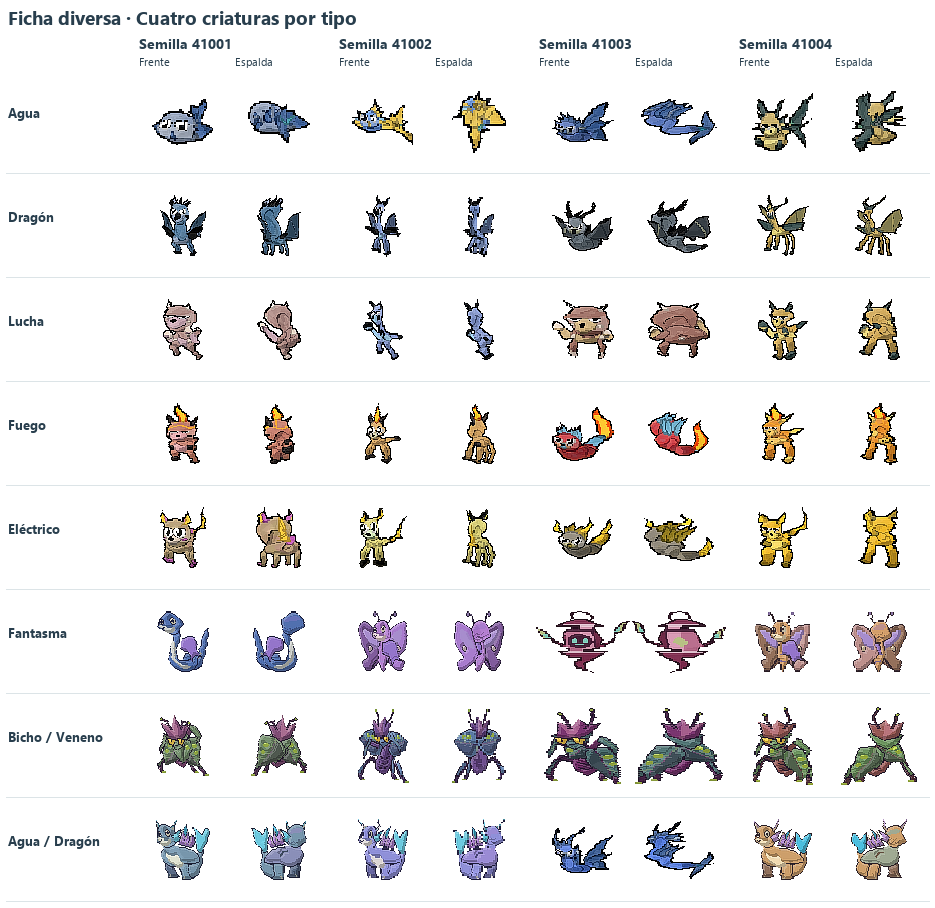 Ficha diversa · Cuatro criaturas por tipo
Semilla 41001 Semilla 41002 Semilla 41003 Semilla 41004
Frente Espalda Frente Espalda Frente Espalda Frente Espalda
Agua
Dragón
Lucha
Fuego
Eléctrico
Fantasma
Bicho / Veneno
Agua / Dragón